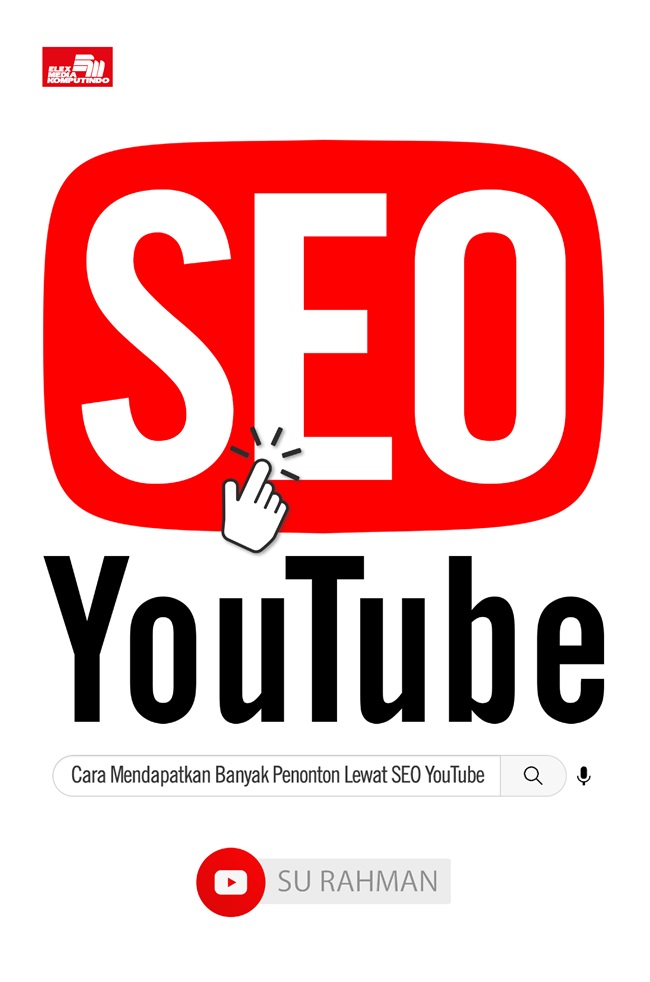 ELEX
MEDIA
KOMPUTINDO
SEO
YouTube
Cara Mendapatkan Banyak Penonton Lewat SEO YouTube
SU RAHMAN